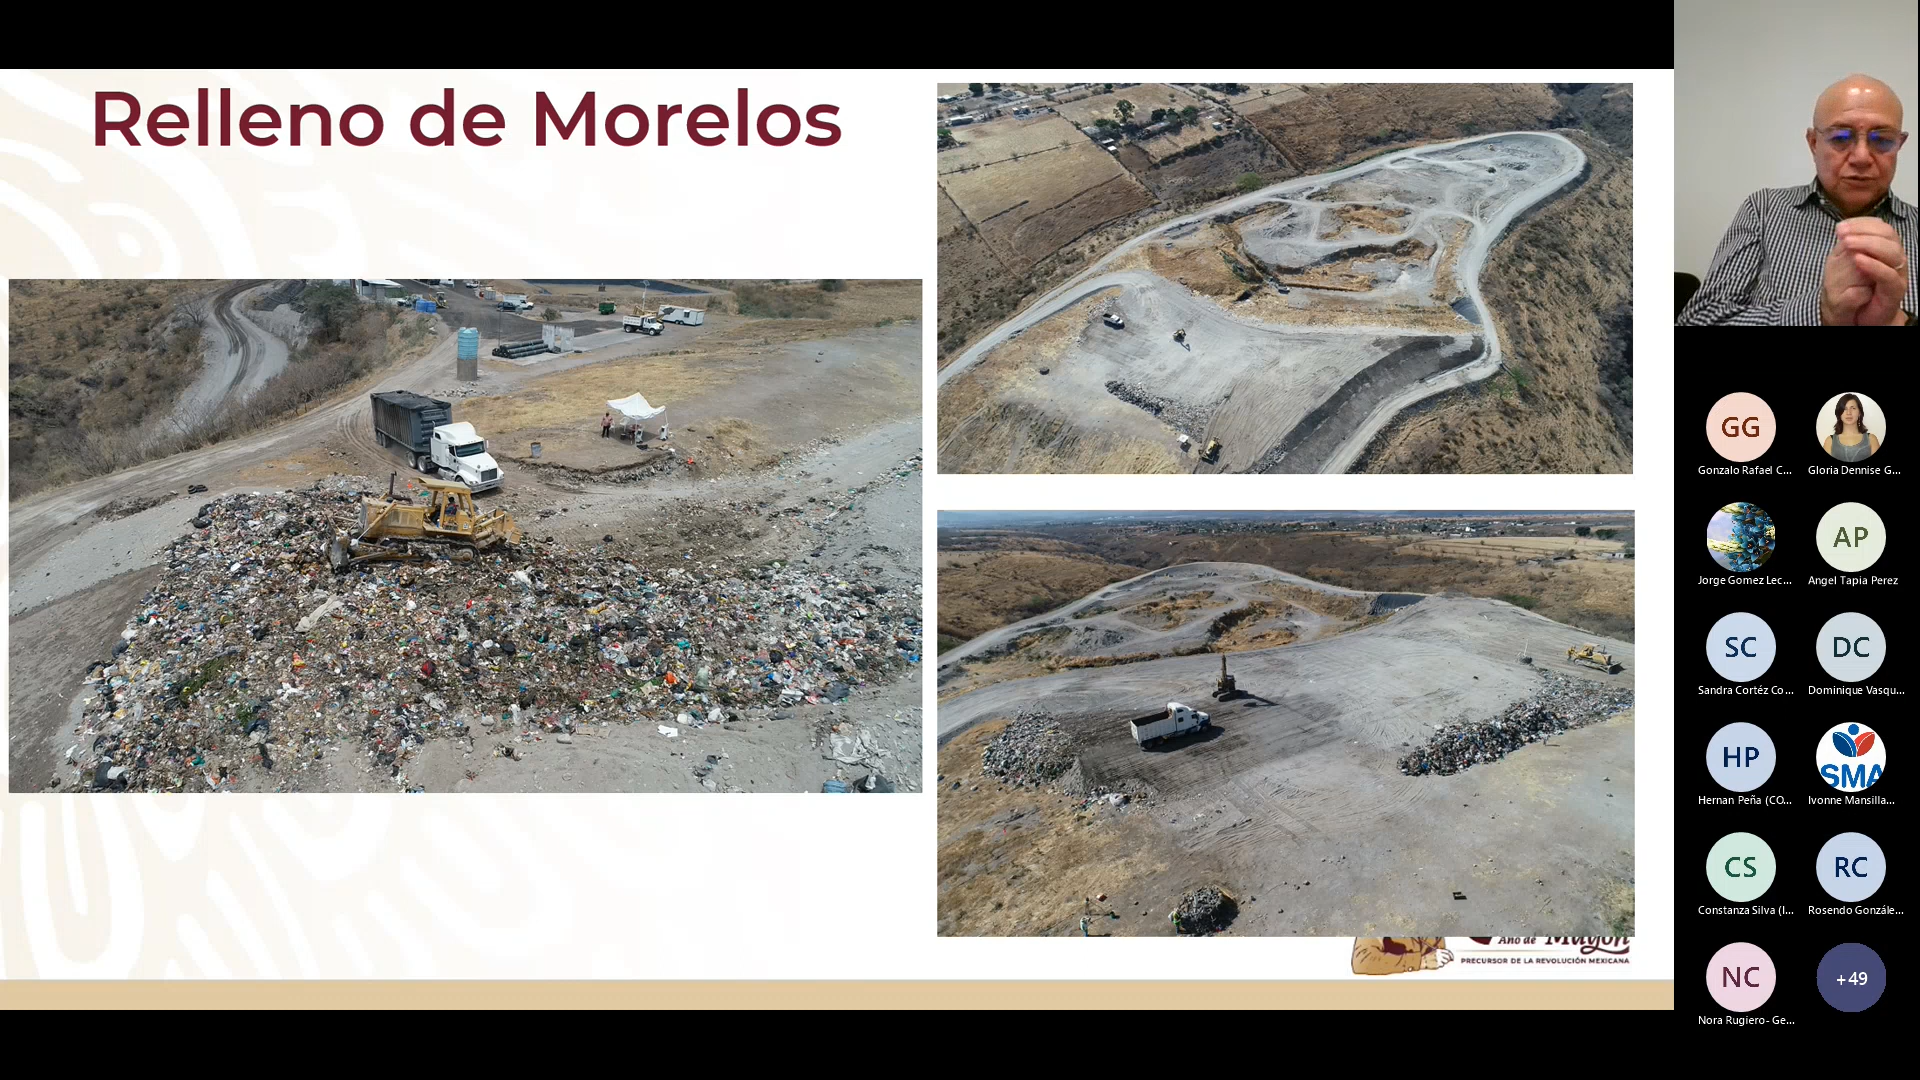 Relleno de Morelos
Año de Magón
PRECURSOR DE LA REVOLUCIÓN MEXICANA
GG
Gonzalo Rafael C...
Gloria Dennise G...
Jorge Gomez Lec...
AP
Angel Tapia Perez
SC
Sandra Cortéz Co...
DC
Dominique Vasqu...
HP
Hernan Peña (CO...
SMA
Ivonne Mansilla...
CS
Constanza Silva (I...
RC
Rosendo Gonzále...
NC
Nora Rugiero- Ge...
+49